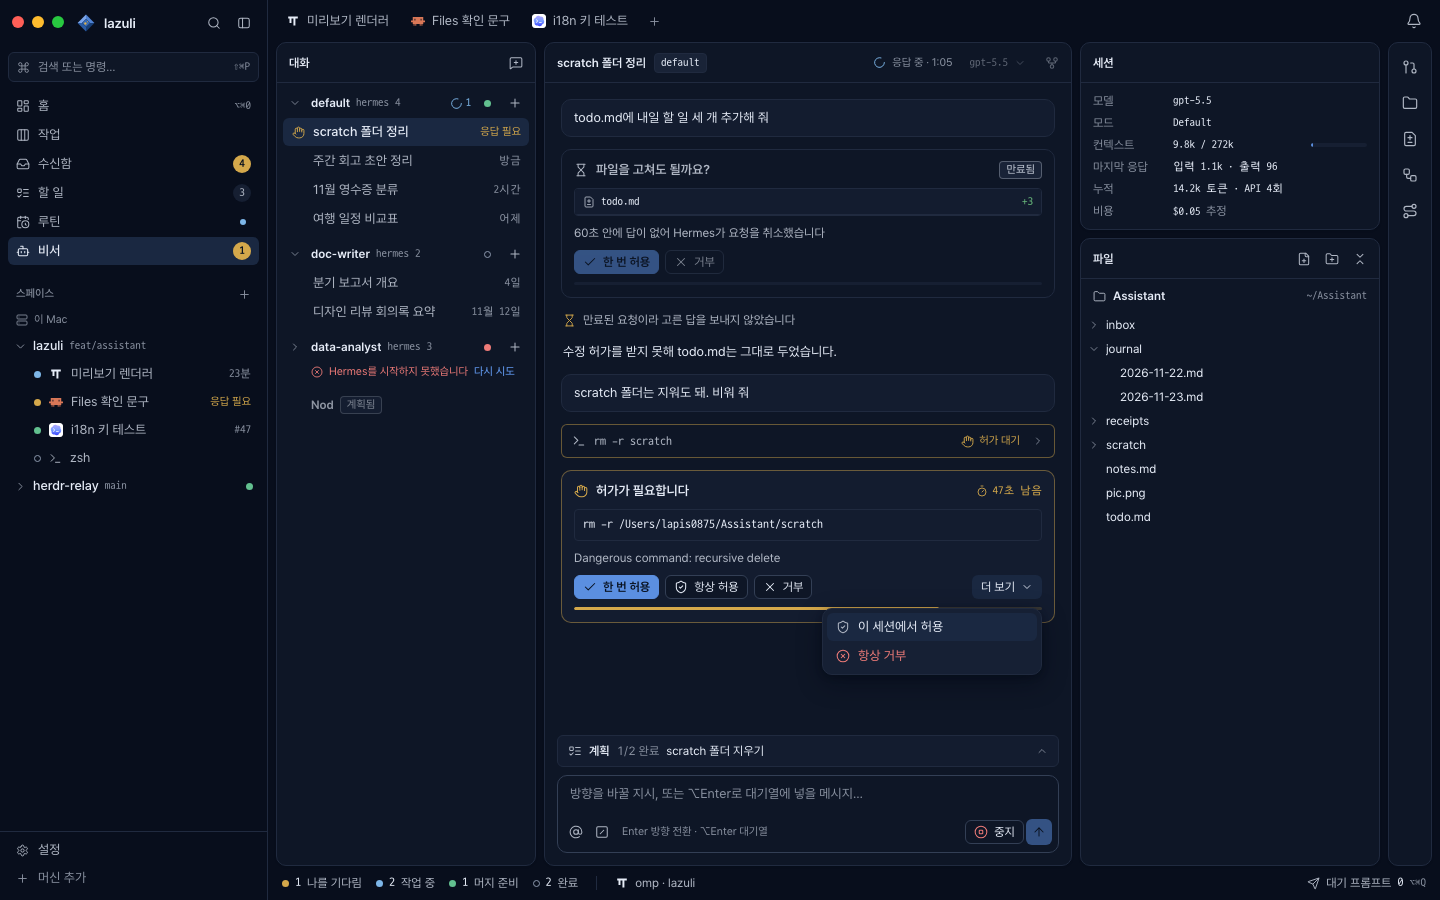 lazuli
검색 또는 명령... ⇧⌘P
홈 ⌥⌘0
작업
수신함 4
할 일 3
루틴
비서 1
스페이스
이 Mac
lazuli feat/assistant
미리보기 렌더러 23분
Files 확인 문구 응답 필요
i18n 키 테스트 #47
zsh
herdr-relay main
설정
머신 추가
미리보기 렌더러
Files 확인 문구
i18n 키 테스트
대화
default hermes 4 1
scratch 폴더 정리 응답 필요
주간 회고 초안 정리 방금
11월 영수증 분류 2시간
여행 일정 비교표 어제
doc-writer hermes 2
분기 보고서 개요 4일
디자인 리뷰 회의록 요약 11월 12일
data-analyst hermes 3
Hermes를 시작하지 못했습니다 다시 시도
Nod 계획됨
scratch 폴더 정리 default 응답 중 · 1:05 gpt-5.5
todo.md에 내일 할 일 세 개 추가해 줘
파일을 고쳐도 될까요? 만료됨
todo.md +3
60초 안에 답이 없어 Hermes가 요청을 취소했습니다
한 번 허용 거부
만료된 요청이라 고른 답을 보내지 않았습니다
수정 허가를 받지 못해 todo.md는 그대로 두었습니다.
scratch 폴더는 지워도 돼. 비워 줘
rm -r scratch 허가 대기
허가가 필요합니다 47초 남음
rm -r /Users/lapis0875/Assistant/scratch
Dangerous command: recursive delete
한 번 허용 항상 허용 거부 더 보기
이 세션에서 허용
항상 거부
계획 1/2 완료 scratch 폴더 지우기
방향을 바꿀 지시, 또는 ⌥Enter로 대기열에 넣을 메시지...
Enter 방향 전환 · ⌥Enter 대기열 중지
세션
모델 gpt-5.5
모드 Default
컨텍스트 9.8k / 272k
마지막 응답 입력 1.1k · 출력 96
누적 14.2k 토큰 · API 4회
비용 $0.05 추정
파일
Assistant ~/Assistant
inbox
journal
2026-11-22.md
2026-11-23.md
receipts
scratch
notes.md
pic.png
todo.md
1 나를 기다림 2 작업 중 1 머지 준비 2 완료 omp · lazuli 대기 프롬프트 0 ⌥⌘Q